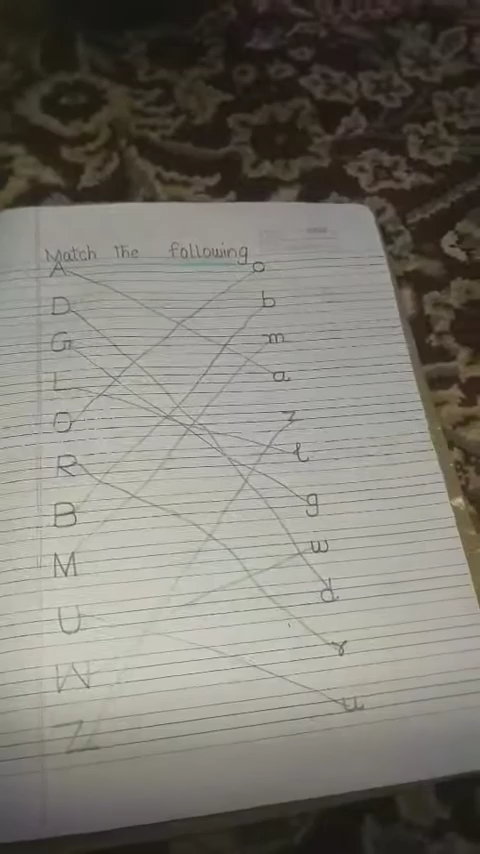 Match the following
A o
D b
G m
L a
O z
R l
B g
M w
U d
W r
Z u